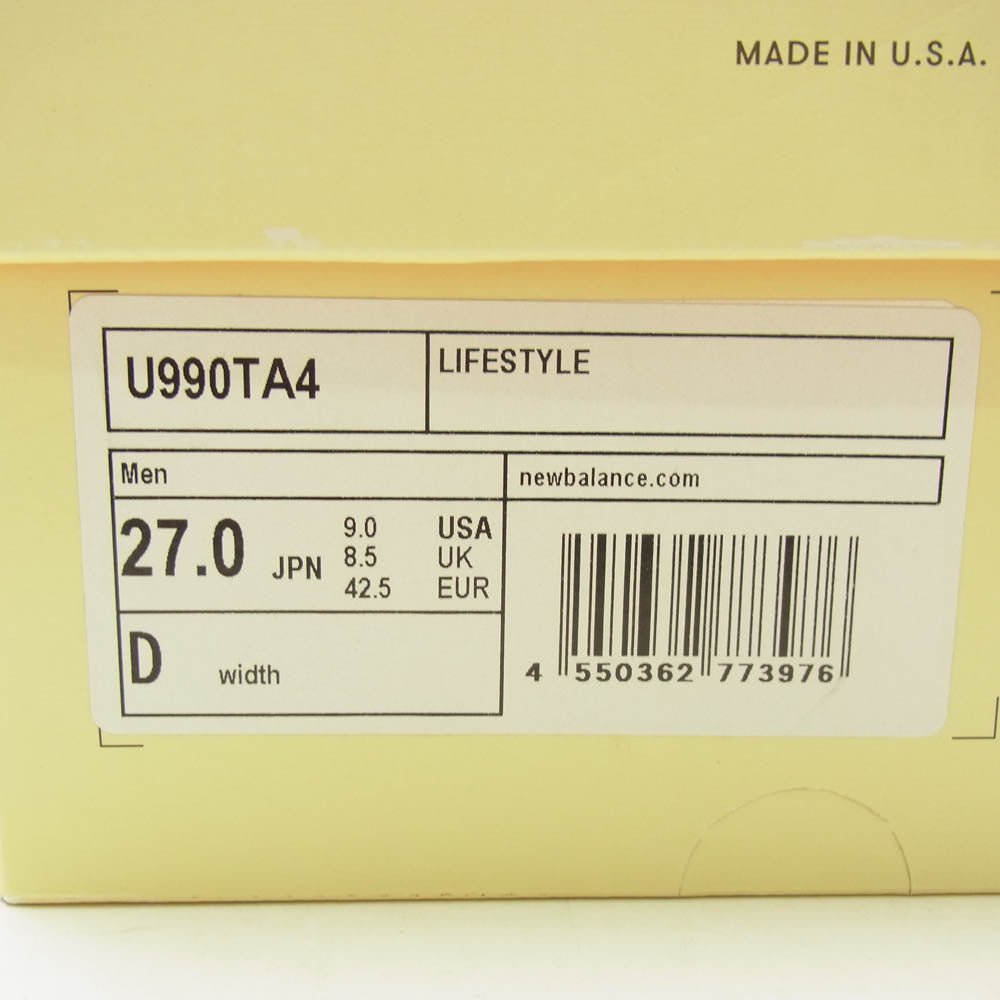 MADE IN U.S.A.
U990TA4
LIFESTYLE
Men
newbalance.com
27.0 JPN
9.0 USA
8.5 UK
42.5 EUR
D width
4 550362 773976